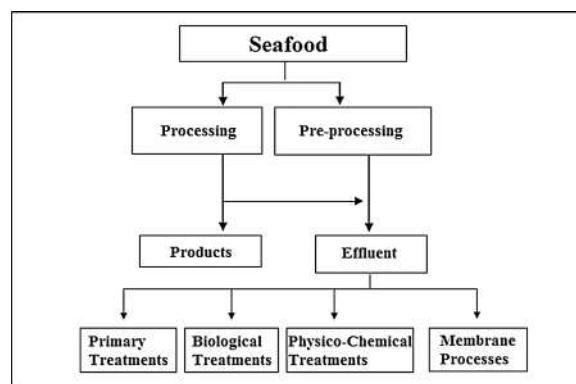 Seafood
Processing
Pre-processing
Products
Effluent
Primary
Treatments
Biological
Treatments
Physico-Chemical
Treatments
Membrane
Processes